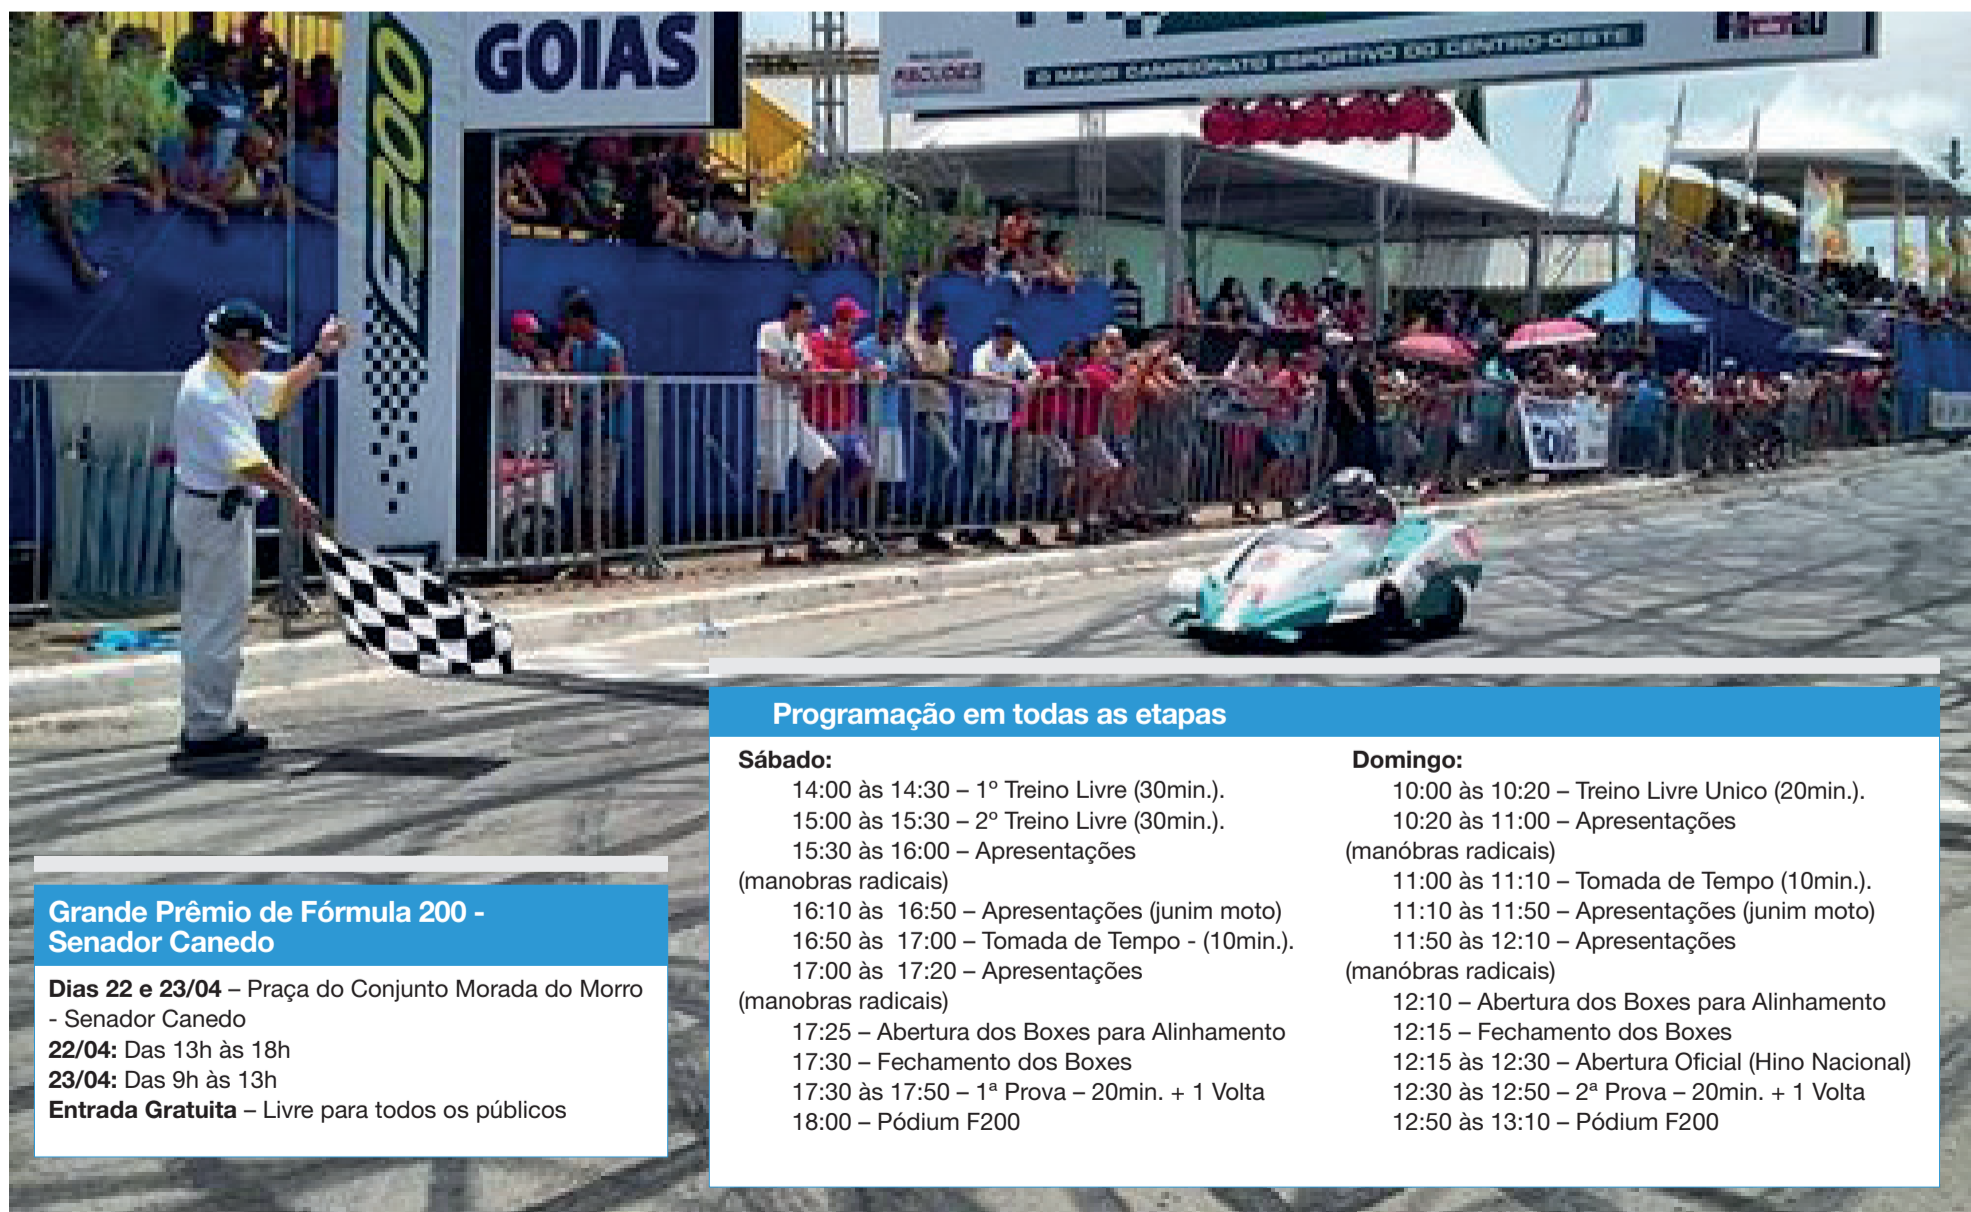 GOIAS
F200
O MAIOR CAMPEONATO ESPORTIVO DO CENTRO-OESTE
Grande Prêmio de Fórmula 200 -
Senador Canedo
Dias 22 e 23/04 – Praça do Conjunto Morada do Morro
- Senador Canedo
22/04: Das 13h às 18h
23/04: Das 9h às 13h
Entrada Gratuita – Livre para todos os públicos
Programação em todas as etapas
Sábado:
14:00 às 14:30 – 1º Treino Livre (30min.).
15:00 às 15:30 – 2º Treino Livre (30min.).
15:30 às 16:00 – Apresentações
(manobras radicais)
16:10 às 16:50 – Apresentações (junim moto)
16:50 às 17:00 – Tomada de Tempo - (10min.).
17:00 às 17:20 – Apresentações
(manobras radicais)
17:25 – Abertura dos Boxes para Alinhamento
17:30 – Fechamento dos Boxes
17:30 às 17:50 – 1ª Prova – 20min. + 1 Volta
18:00 – Pódium F200
Domingo:
10:00 às 10:20 – Treino Livre Unico (20min.).
10:20 às 11:00 – Apresentações
(manóbras radicais)
11:00 às 11:10 – Tomada de Tempo (10min.).
11:10 às 11:50 – Apresentações (junim moto)
11:50 às 12:10 – Apresentações
(manóbras radicais)
12:10 – Abertura dos Boxes para Alinhamento
12:15 – Fechamento dos Boxes
12:15 às 12:30 – Abertura Oficial (Hino Nacional)
12:30 às 12:50 – 2ª Prova – 20min. + 1 Volta
12:50 às 13:10 – Pódium F200